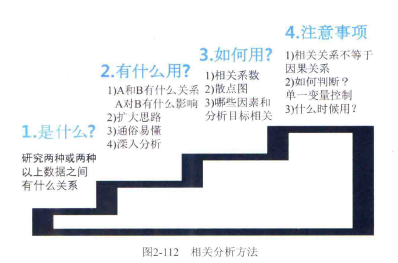 1.是什么?
研究两种或两种
以上数据之间
有什么关系
2.有什么用?
1)A和B有什么关系
A对B有什么影响
2)扩大思路
3)通俗易懂
4)深入分析
3.如何用?
1)相关系数
2)散点图
3)哪些因素和
分析目标相关
4.注意事项
1)相关关系不等于
因果关系
2)如何判断?
单一变量控制
3)什么时候用?
图2-112 相关分析方法